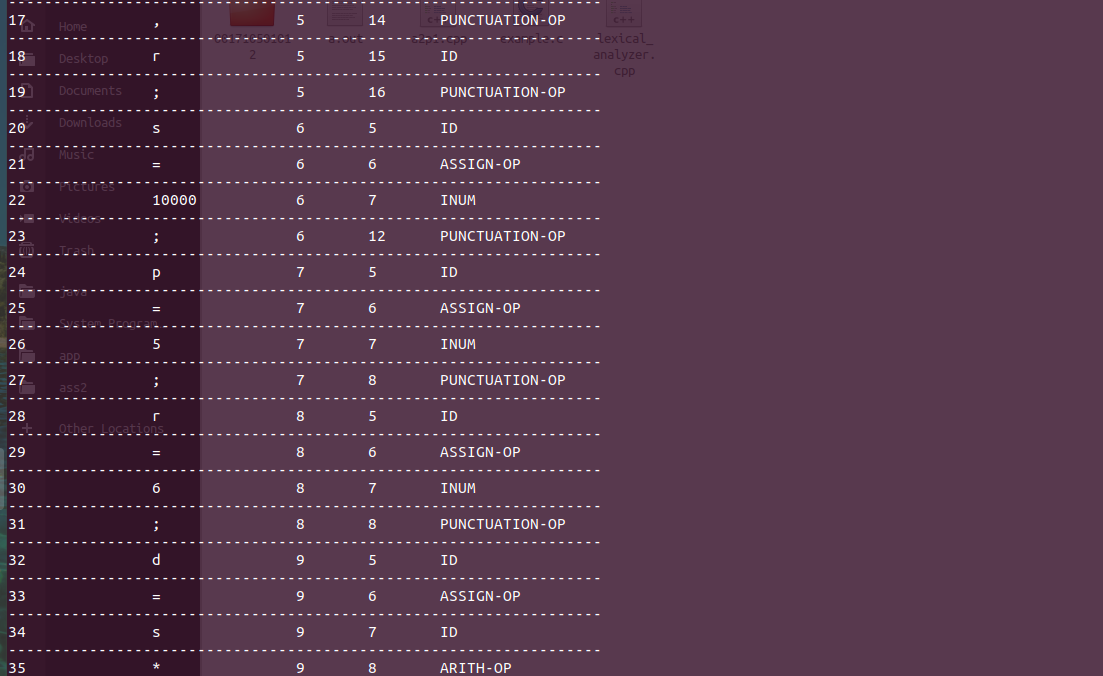 17 , 5 14 PUNCTUATION-OP
Home
------------------------------------------------------------------
2
lexical_
18 r 5 15 ID
Desktop
analyzer.
------------------------------------------------------------------
cpp
19 ; 5 16 PUNCTUATION-OP
Documents
------------------------------------------------------------------
20 s 6 5 ID
Downloads
------------------------------------------------------------------
21 = 6 6 ASSIGN-OP
Music
------------------------------------------------------------------
Pictures
22 10000 6 7 INUM
------------------------------------------------------------------
Videos
23 ; 6 12 PUNCTUATION-OP
Trash
------------------------------------------------------------------
24 p 7 5 ID
java
------------------------------------------------------------------
25 = 7 6 ASSIGN-OP
System Program
------------------------------------------------------------------
26 5 7 7 INUM
app
------------------------------------------------------------------
27 ; 7 8 PUNCTUATION-OP
ass2
------------------------------------------------------------------
28 r 8 5 ID
Other Locations
------------------------------------------------------------------
29 = 8 6 ASSIGN-OP
------------------------------------------------------------------
30 6 8 7 INUM
------------------------------------------------------------------
31 ; 8 8 PUNCTUATION-OP
------------------------------------------------------------------
32 d 9 5 ID
------------------------------------------------------------------
33 = 9 6 ASSIGN-OP
------------------------------------------------------------------
34 s 9 7 ID
------------------------------------------------------------------
35 * 9 8 ARITH-OP